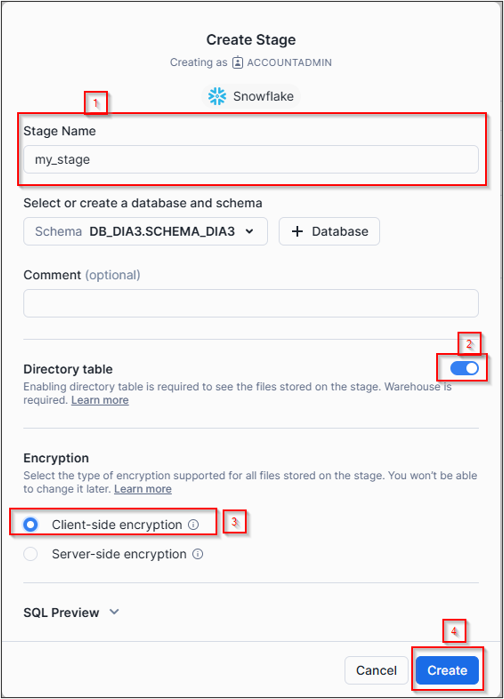 Create Stage
Creating as ACCOUNTADMIN
1
Snowflake
Stage Name
my_stage
Select or create a database and schema
Schema DB_DIA3.SCHEMA_DIA3
+ Database
Comment (optional)
2
Directory table
Enabling directory table is required to see the files stored on the stage. Warehouse is
required. Learn more
Encryption
Select the type of encryption supported for all files stored on the stage. You won't be able
to change it later. Learn more
Client-side encryption
3
Server-side encryption
SQL Preview
4
Cancel
Create